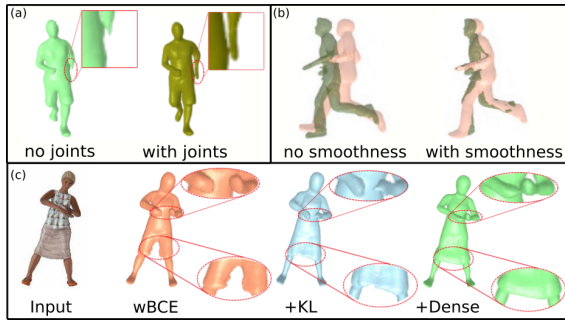 (a)
no joints
with joints
(b)
no smoothness
with smoothness
(c)
Input
wBCE
+KL
+Dense